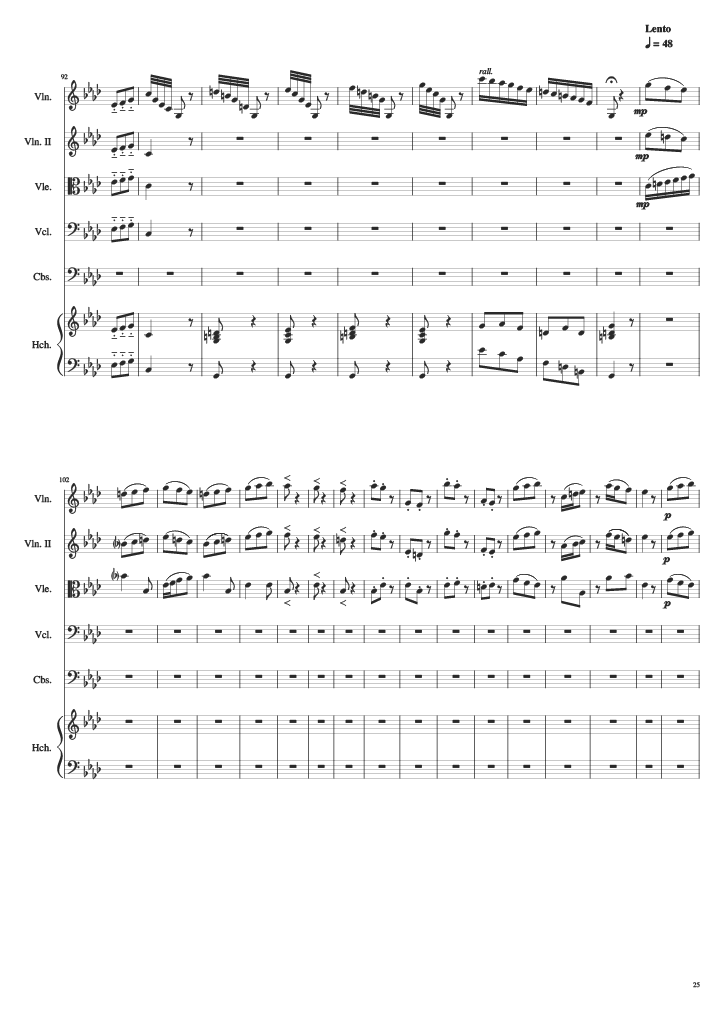 Lento
♩ = 48
92
rall.
Vln.
mp
Vln. II
mp
Vle.
mp
Vcl.
Cbs.
Hch.
102
Vln.
p
Vln. II
p
Vle.
p
Vcl.
Cbs.
Hch.
25